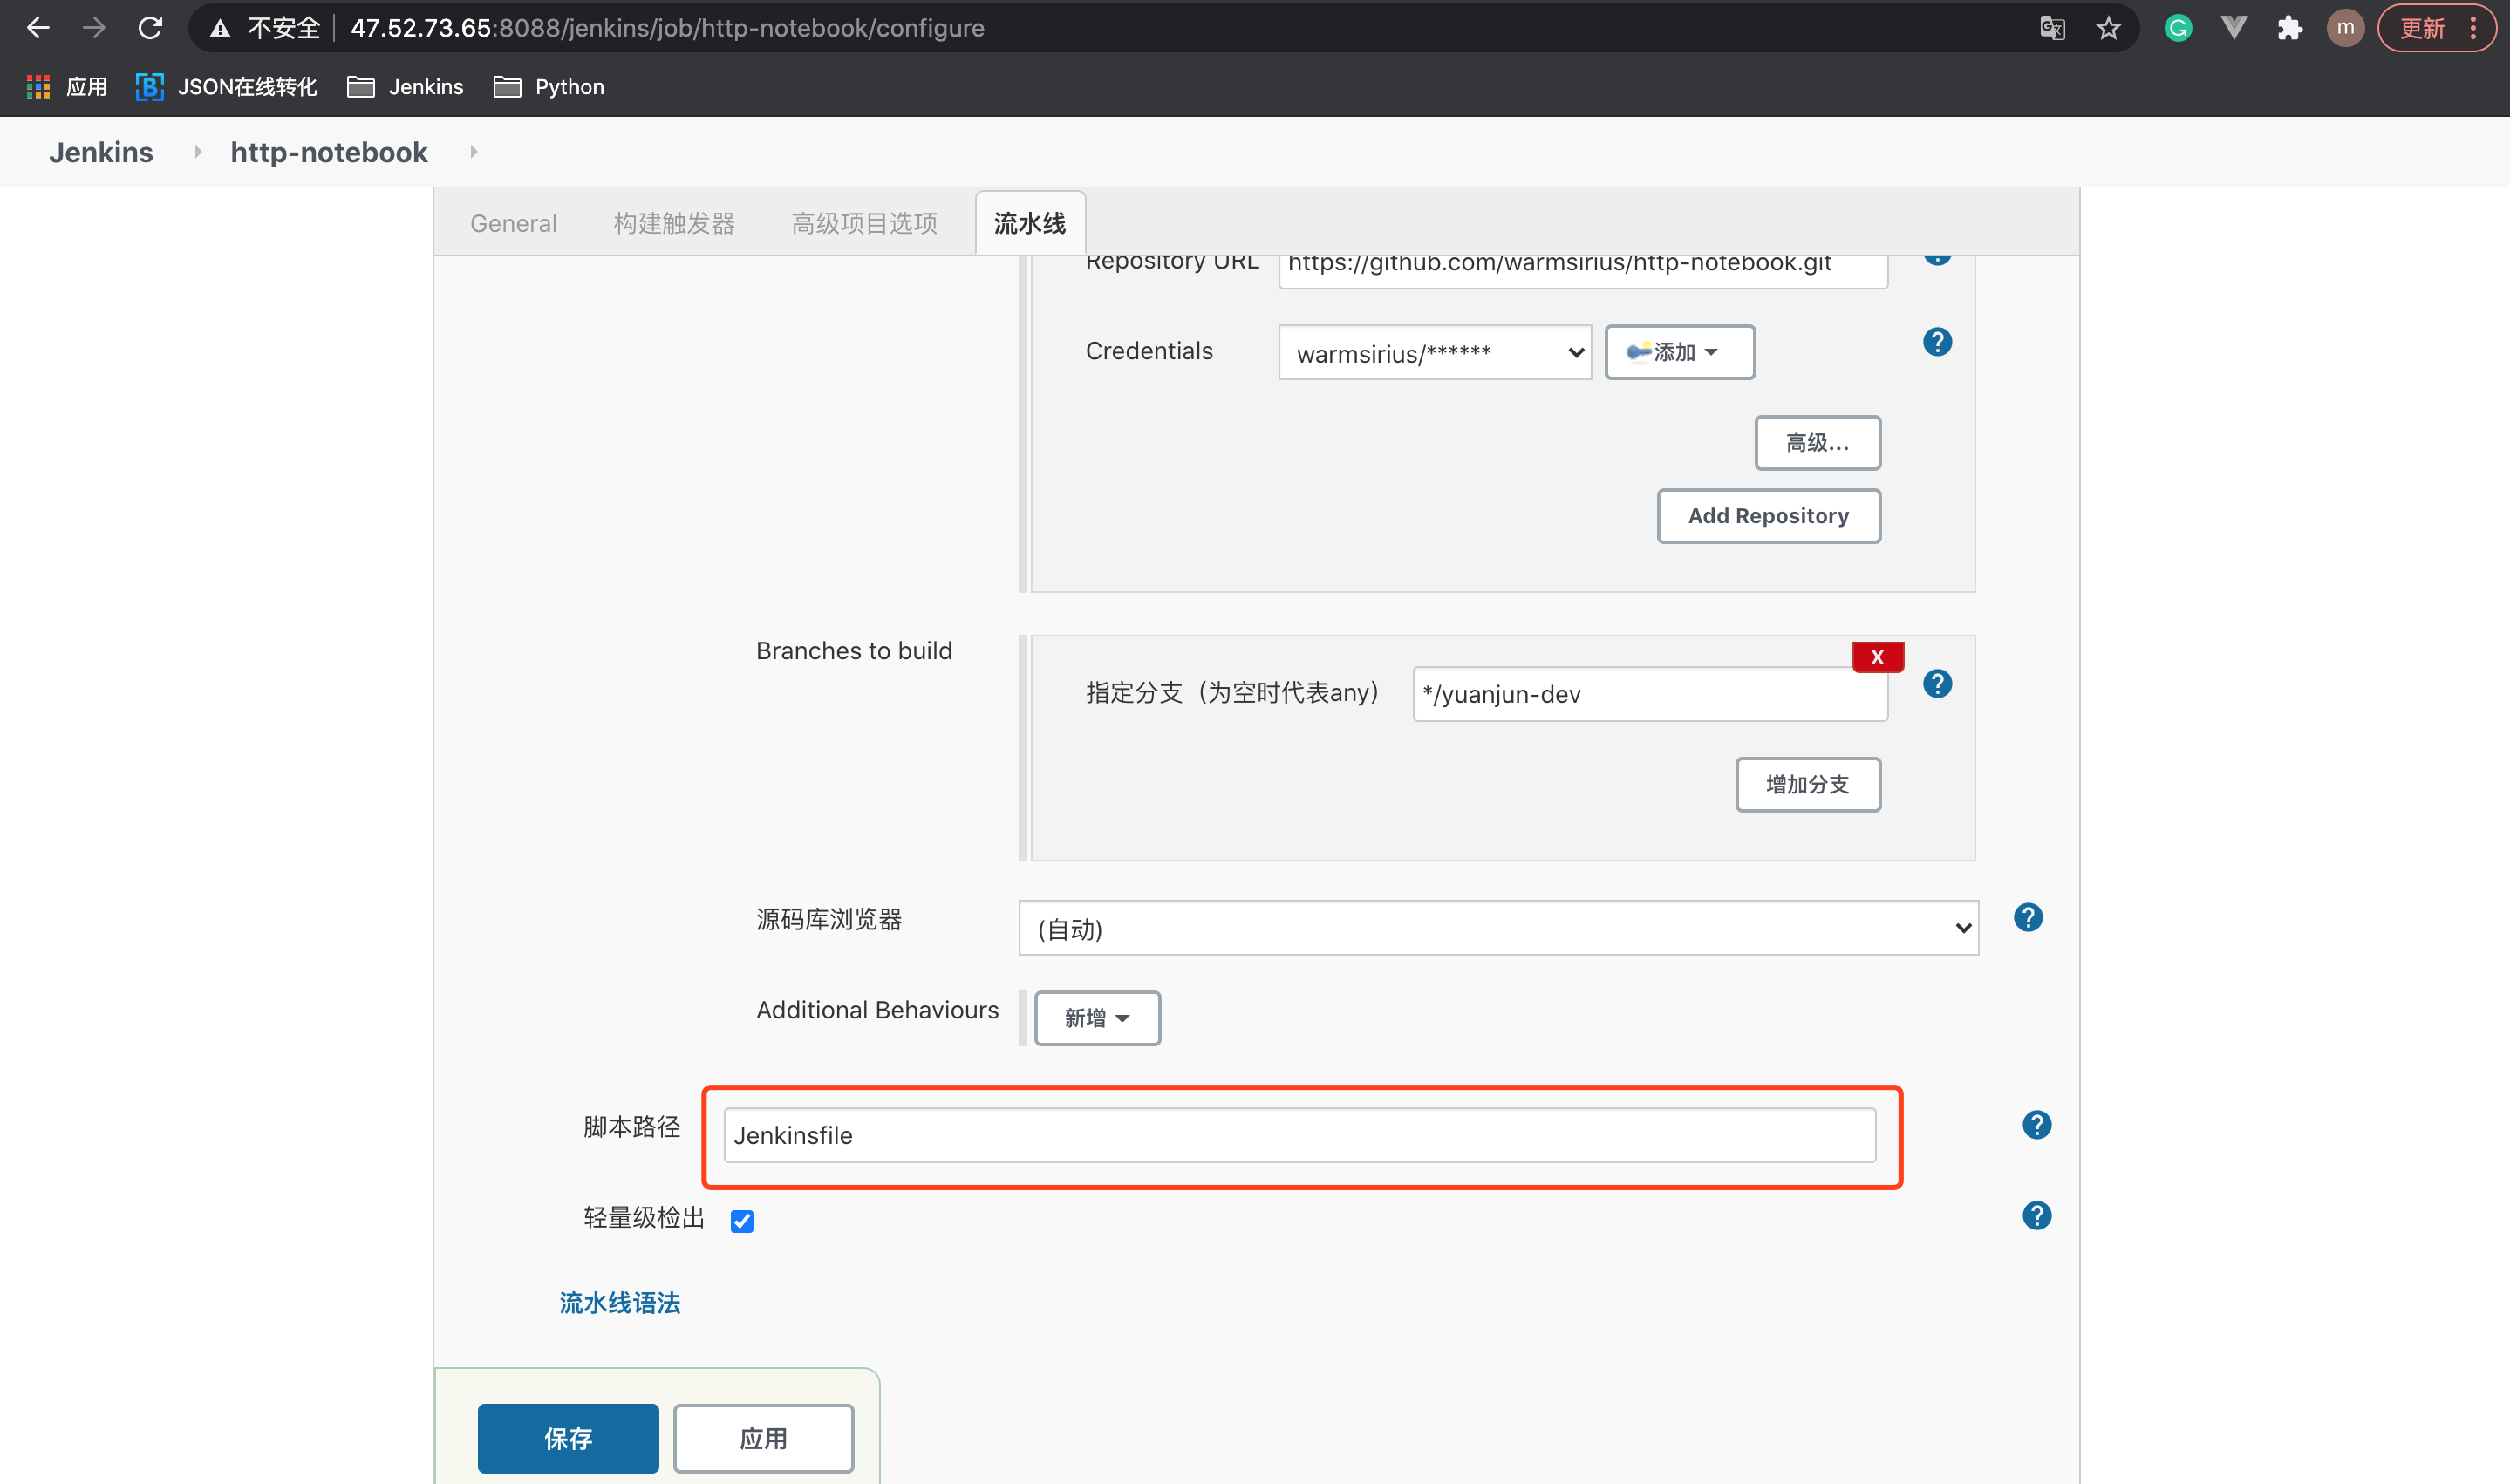 不安全 47.52.73.65:8088/jenkins/job/http-notebook/configure m 更新
应用 JSON在线转化 Jenkins Python
Jenkins http-notebook
General 构建触发器 高级项目选项 流水线
Repository URL https://github.com/warmsirius/http-notebook.git
Credentials warmsirius/****** 添加
高级...
Add Repository
Branches to build
X
指定分支（为空时代表any） */yuanjun-dev
增加分支
源码库浏览器 (自动)
Additional Behaviours 新增
脚本路径 Jenkinsfile
轻量级检出
流水线语法
保存 应用